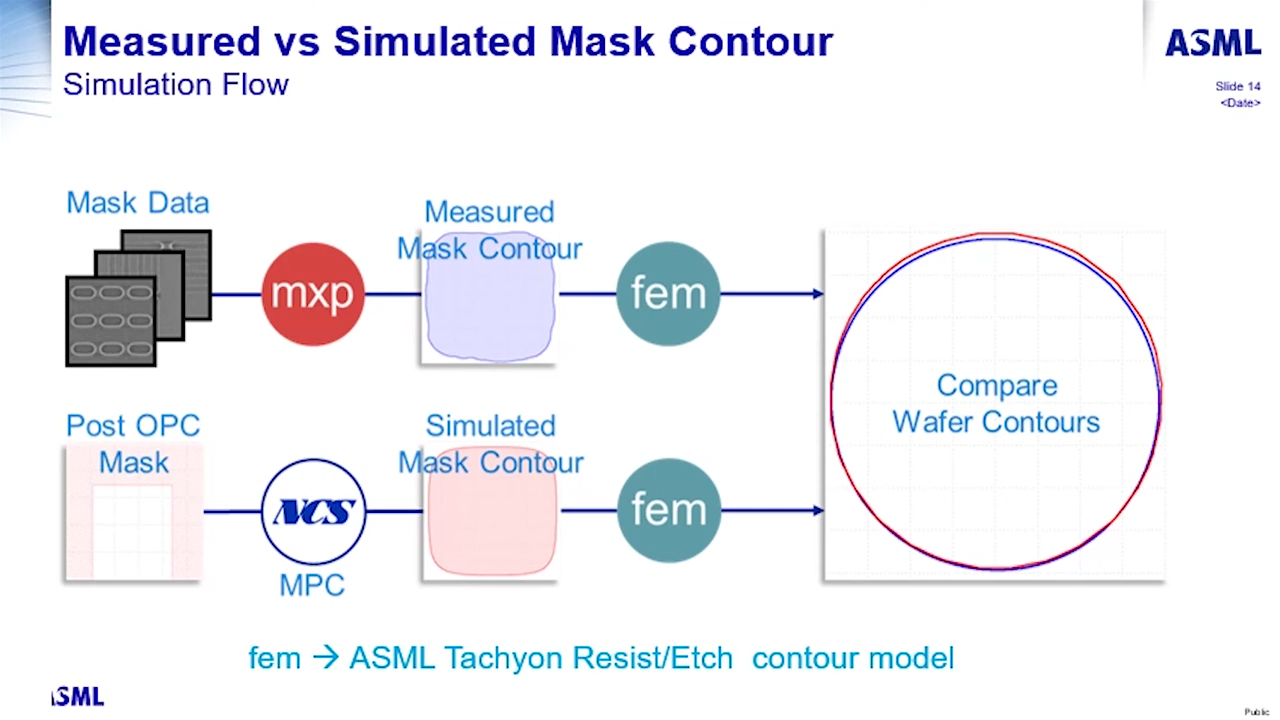 Measured vs Simulated Mask Contour
Simulation Flow
ASML
Slide 14
<Date>
Mask Data
mxp
Measured
Mask Contour
fem
Compare
Wafer Contours
Post OPC
Mask
NCS
MPC
Simulated
Mask Contour
fem
fem → ASML Tachyon Resist/Etch contour model
ASML
Public